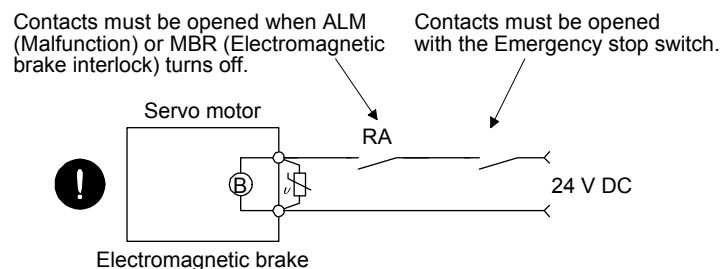 Contacts must be opened when ALM
(Malfunction) or MBR (Electromagnetic
brake interlock) turns off.
Contacts must be opened
with the Emergency stop switch.
Servo motor
RA
B
υ
24 V DC
Electromagnetic brake